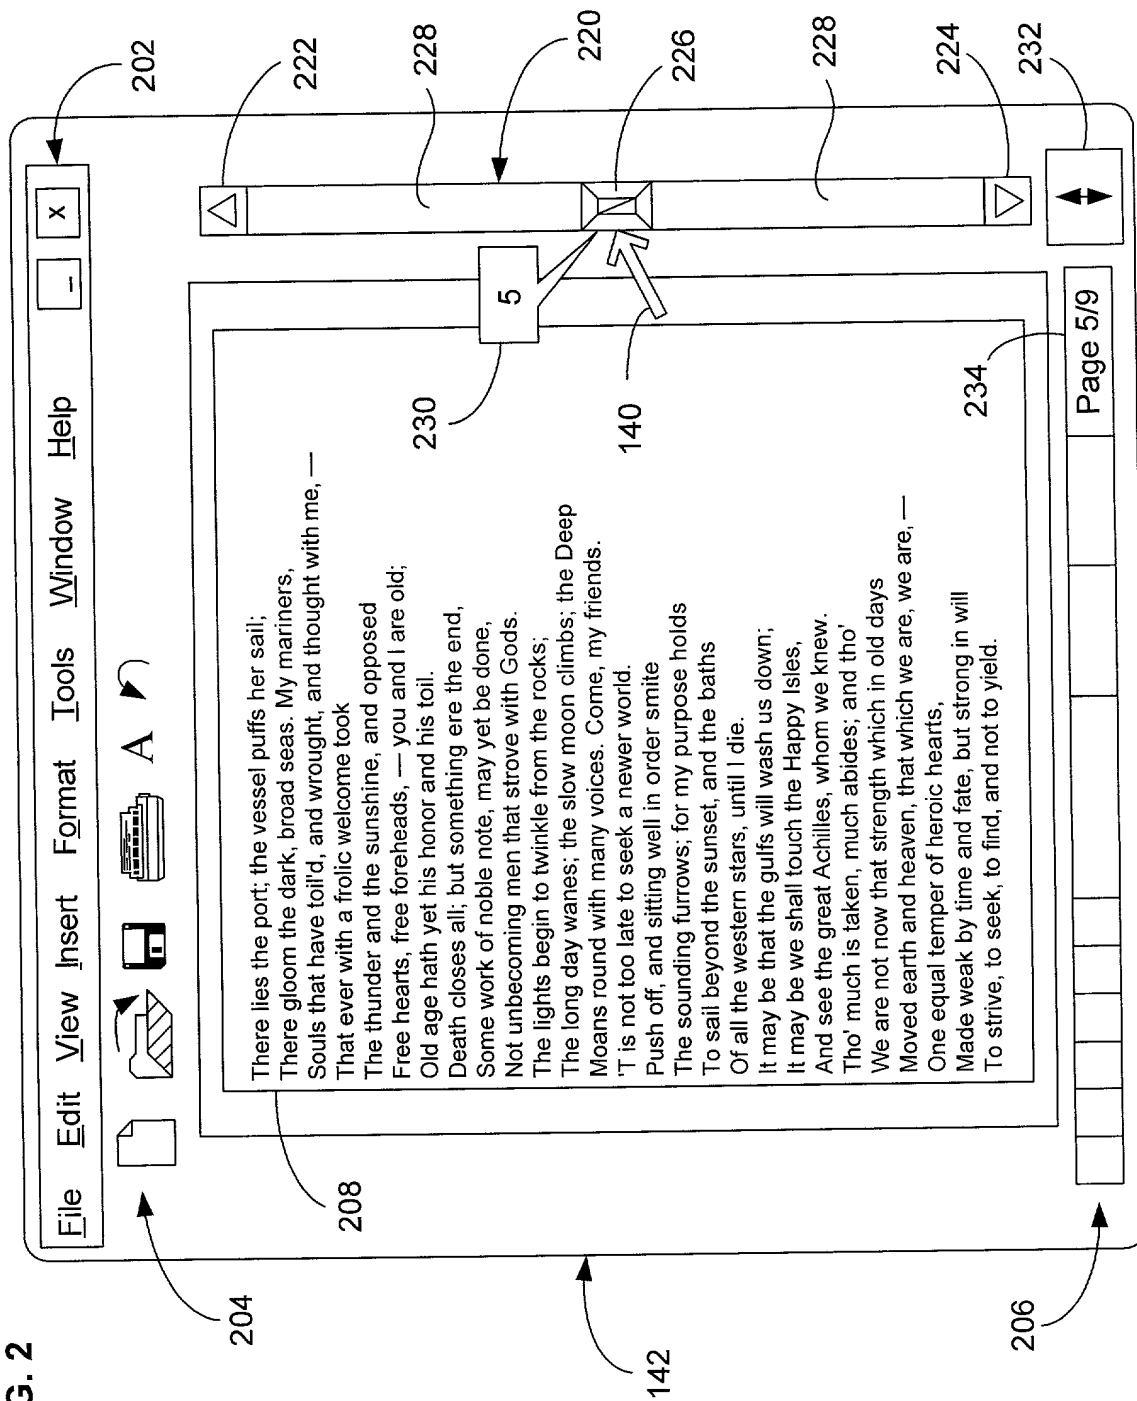 G. 2
202
File Edit View Insert Format Tools Window Help
_ X
204
A
222
228
220
226
228
224
232
230
5
140
208
There lies the port; the vessel puffs her sail;
There gloom the dark, broad seas. My mariners,
Souls that have toil'd, and wrought, and thought with me, —
That ever with a frolic welcome took
The thunder and the sunshine, and opposed
Free hearts, free foreheads, — you and I are old;
Old age hath yet his honor and his toil.
Death closes all; but something ere the end,
Some work of noble note, may yet be done,
Not unbecoming men that strove with Gods.
The lights begin to twinkle from the rocks;
The long day wanes; the slow moon climbs; the Deep
Moans round with many voices. Come, my friends.
'T is not too late to seek a newer world.
Push off, and sitting well in order smite
The sounding furrows; for my purpose holds
To sail beyond the sunset, and the baths
Of all the western stars, until I die.
It may be that the gulfs will wash us down;
It may be we shall touch the Happy Isles,
And see the great Achilles, whom we knew.
Tho' much is taken, much abides; and tho'
We are not now that strength which in old days
Moved earth and heaven, that which we are, we are, —
One equal temper of heroic hearts,
Made weak by time and fate, but strong in will
To strive, to seek, to find, and not to yield.
234
Page 5/9
206
142